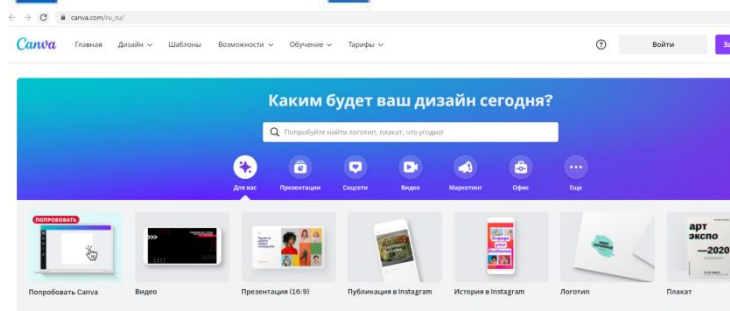 canva.com/ru_ru/
Canva Главная Дизайн Шаблоны Возможности Обучение Тарифы Войти
Каким будет ваш дизайн сегодня?
Попробуйте найти логотип, плакат, что угодно!
Для вас Презентации Соцсети Видео Маркетинг Офис Еще
ПОПРОБОВАТЬ
арт
экспо
—2020
Попробовать Canva Видео Презентация (16:9) Публикация в Instagram История в Instagram Логотип Плакат